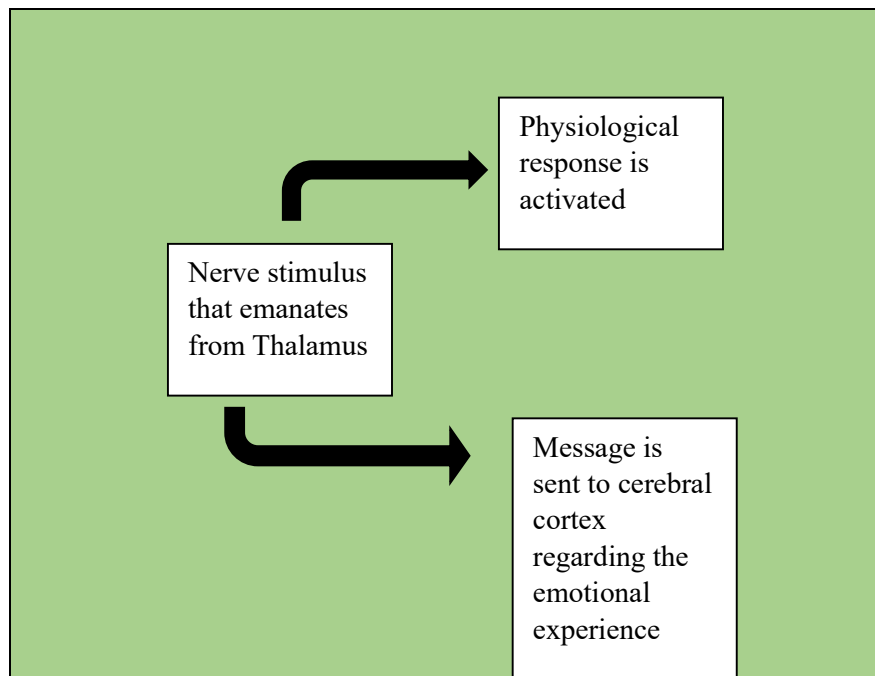 Physiological
response is
activated
Nerve stimulus
that emanates
from Thalamus
Message is
sent to cerebral
cortex
regarding the
emotional
experience